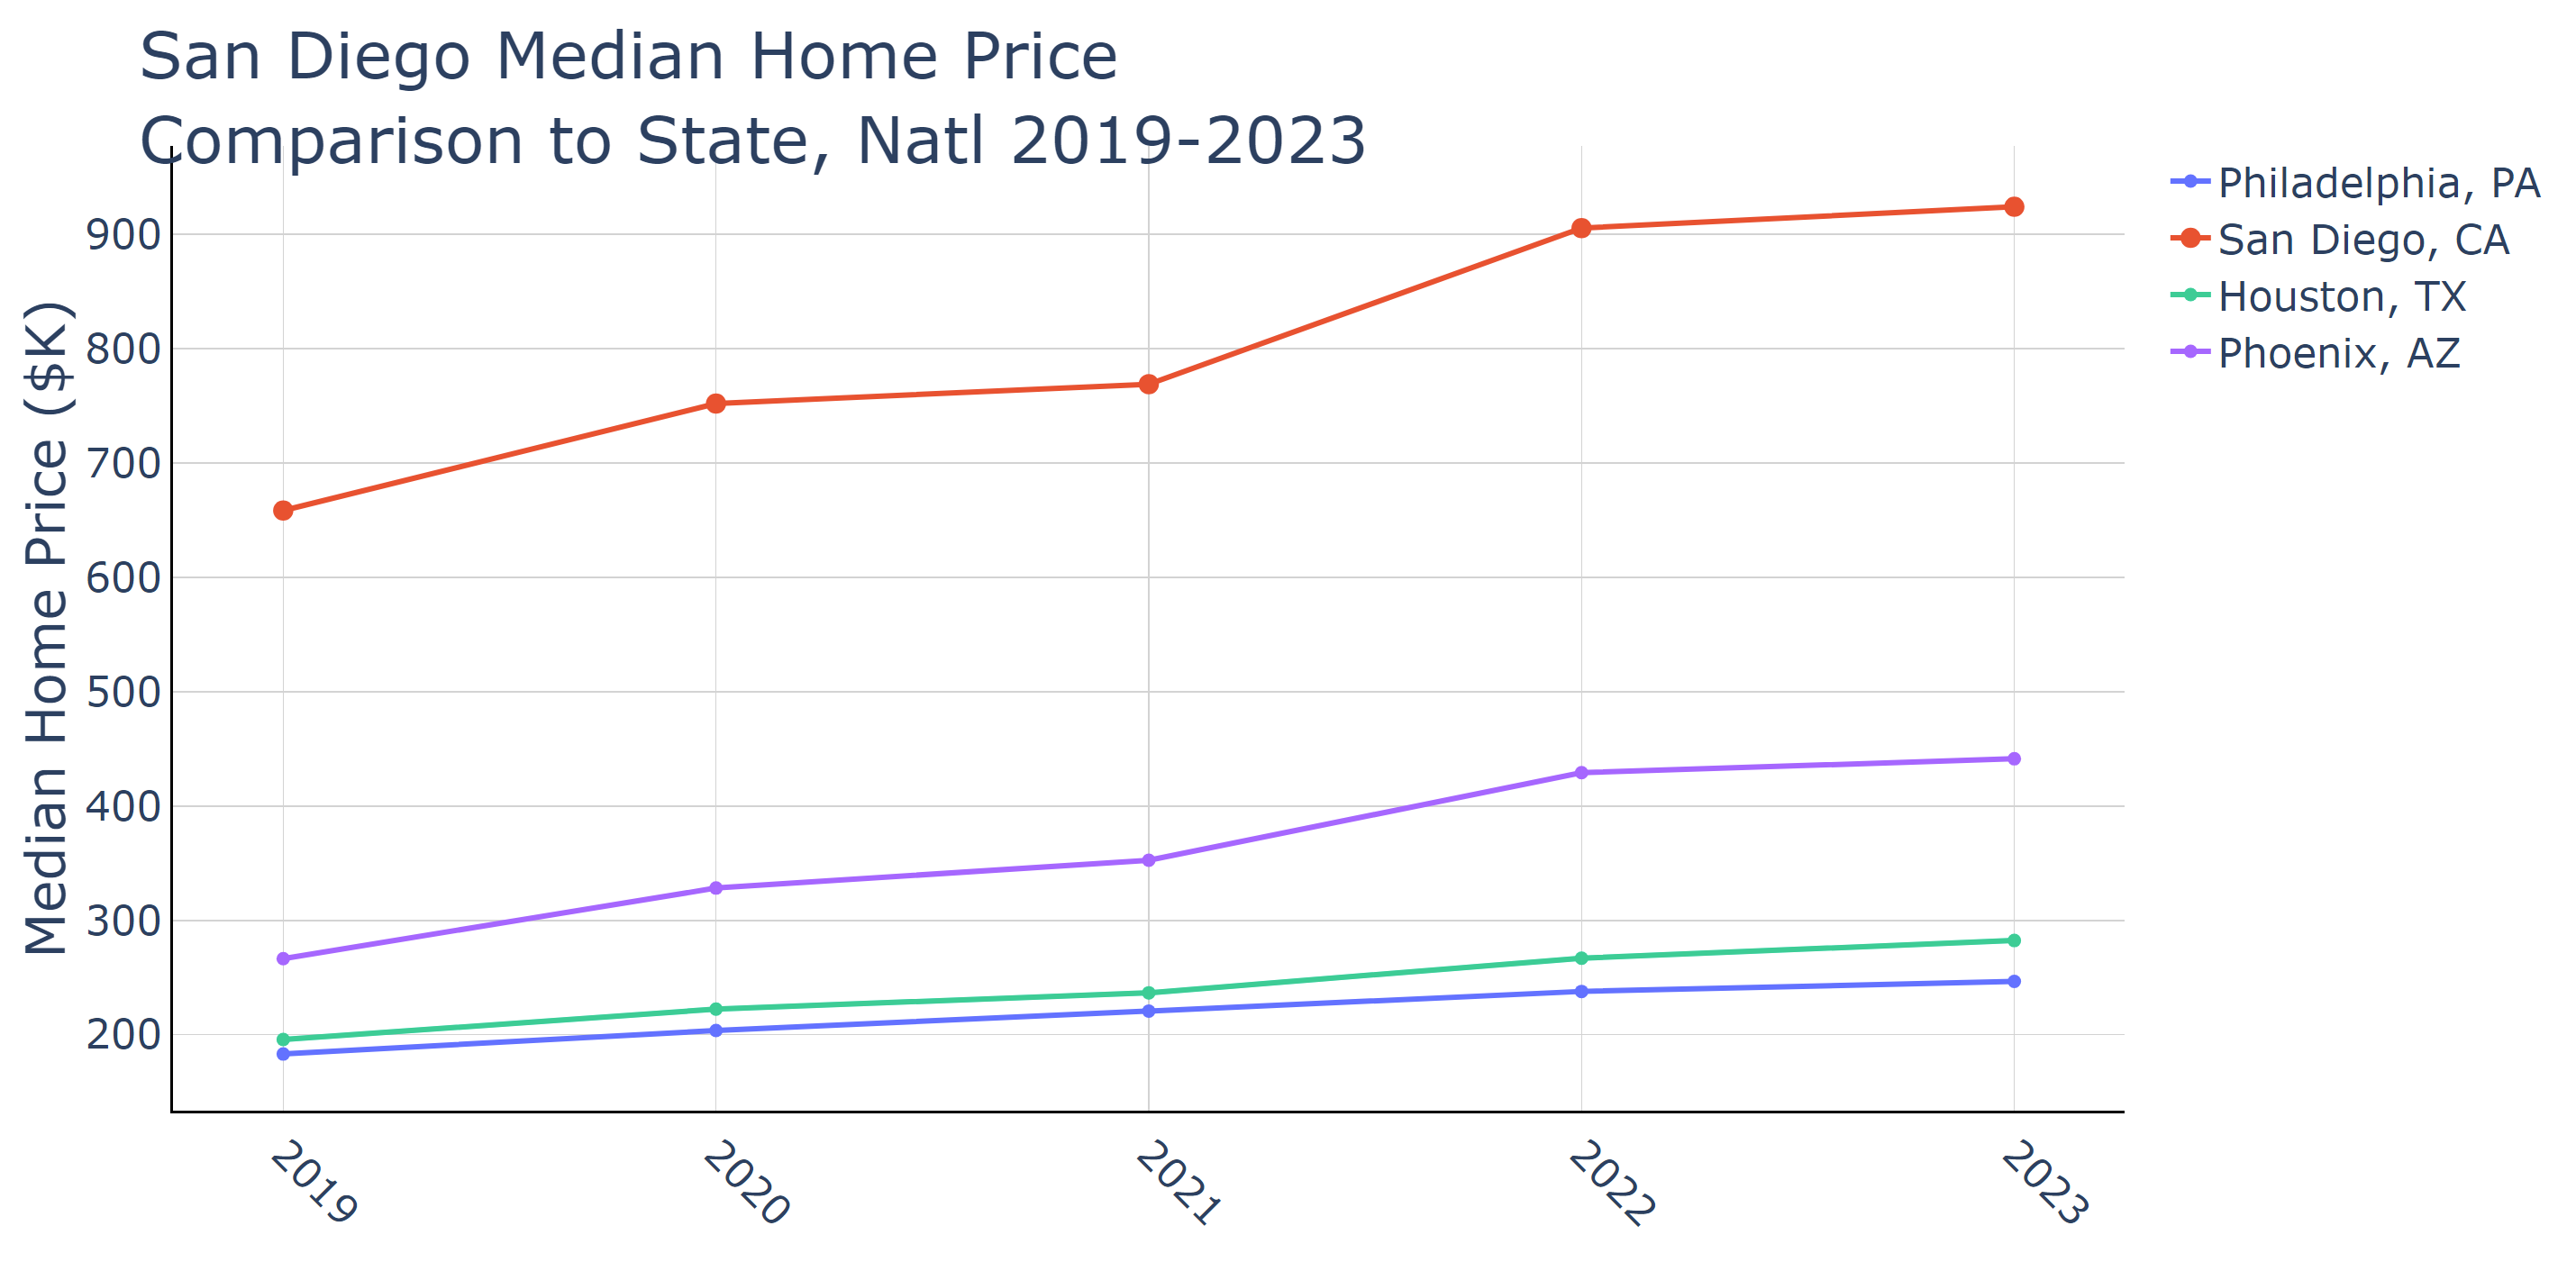 San Diego Median Home Price
Comparison to State, Natl 2019-2023
Median Home Price ($K)
900
800
700
600
500
400
300
200
2019
2020
2021
2022
2023
Philadelphia, PA
San Diego, CA
Houston, TX
Phoenix, AZ